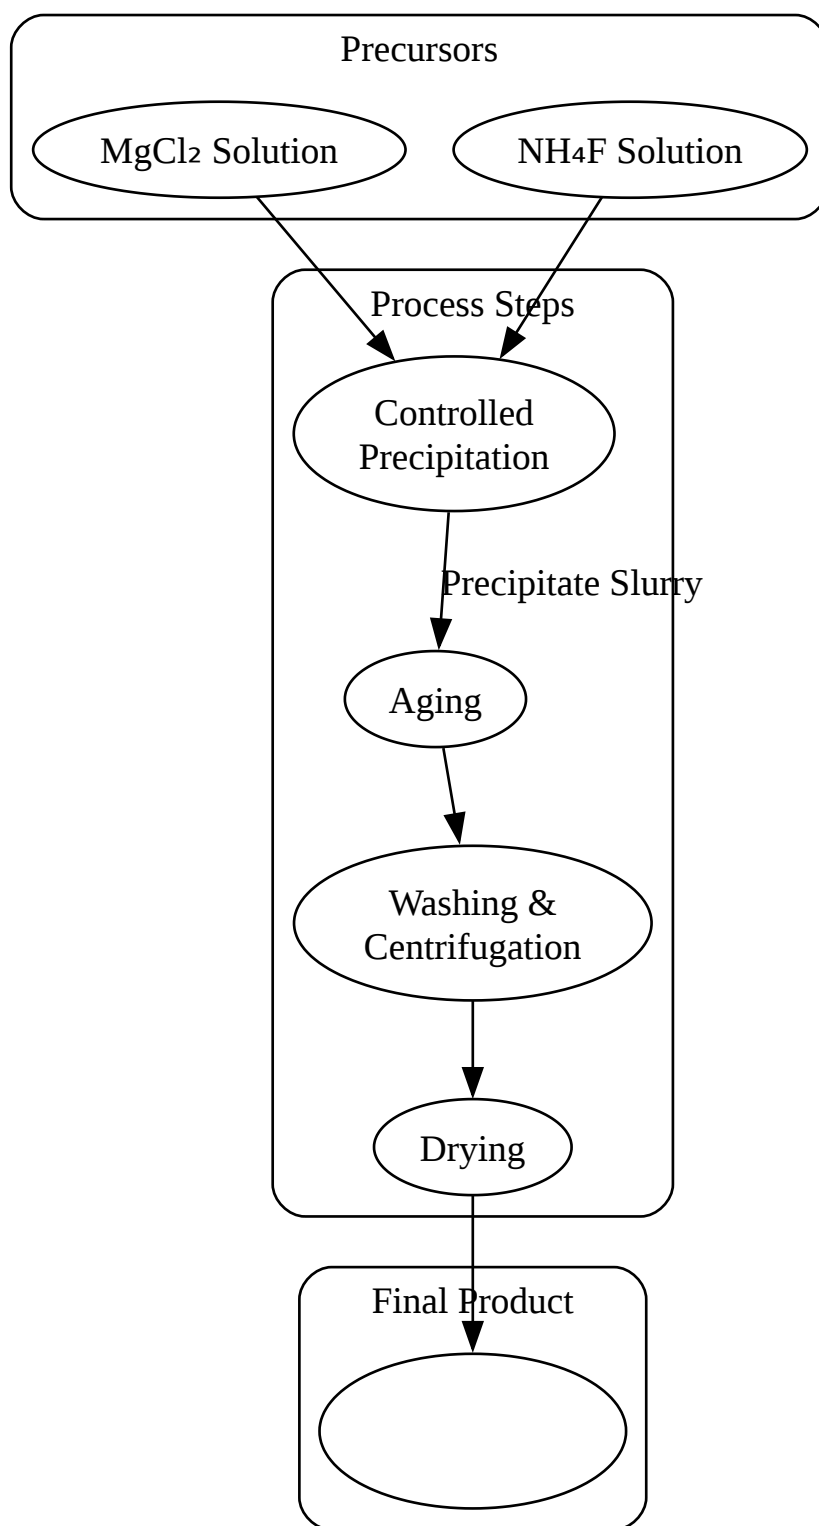 Precursors
MgCl₂ Solution
NH₄F Solution
Process Steps
Controlled
Precipitation
Precipitate Slurry
Aging
Washing &
Centrifugation
Drying
Final Product